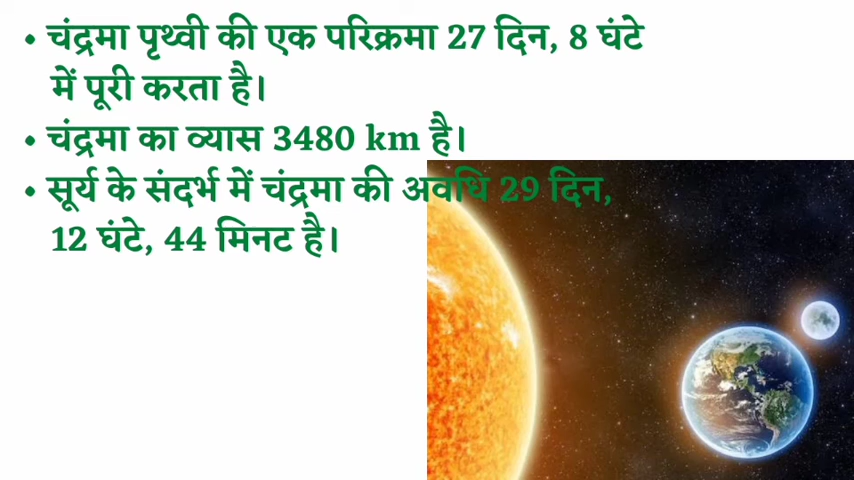 • चंद्रमा पृथ्वी की एक परिक्रमा 27 दिन, 8 घंटे
में पूरी करता है।
• चंद्रमा का व्यास 3480 km है।
• सूर्य के संदर्भ में चंद्रमा की अवधि 29 दिन,
12 घंटे, 44 मिनट है।